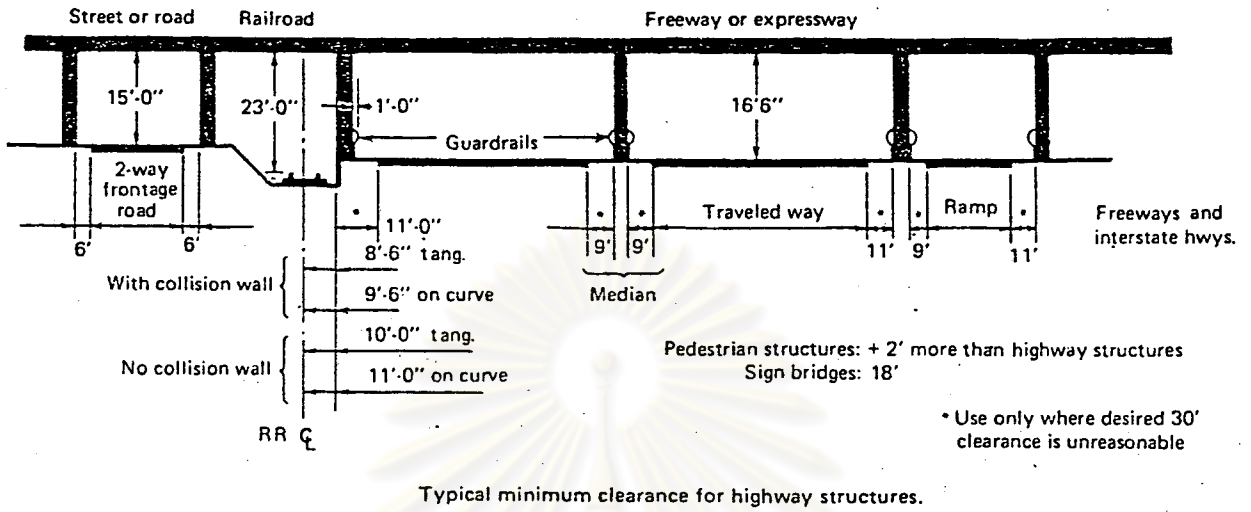 Street or road
Railroad
Freeway or expressway
15'-0"
23'-0"
1'-0"
16'6"
Guardrails
2-way
frontage
road
6'
6'
*
11'-0"
*
9'
*
9'
Traveled way
*
11'
*
9'
Ramp
*
11'
Freeways and
interstate hwys.
With collision wall
8'-6" tang.
9'-6" on curve
Median
No collision wall
10'-0" tang.
11'-0" on curve
RR ℄
Pedestrian structures: + 2' more than highway structures
Sign bridges: 18'
* Use only where desired 30'
clearance is unreasonable
Typical minimum clearance for highway structures.